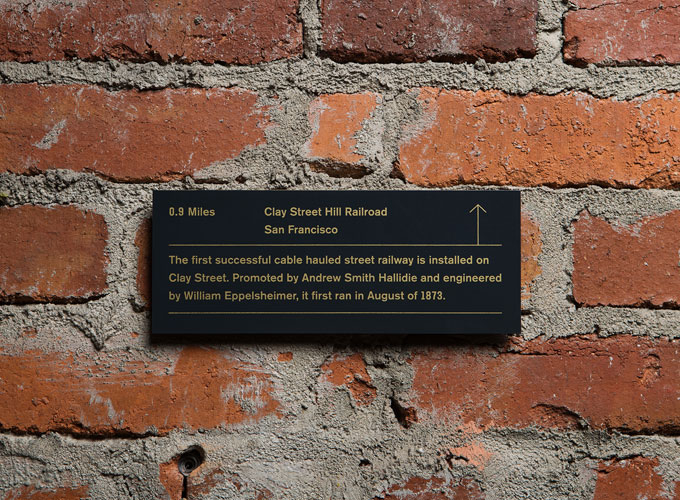 0.9 Miles Clay Street Hill Railroad
San Francisco
The first successful cable hauled street railway is installed on
Clay Street. Promoted by Andrew Smith Hallidie and engineered
by William Eppelsheimer, it first ran in August of 1873.